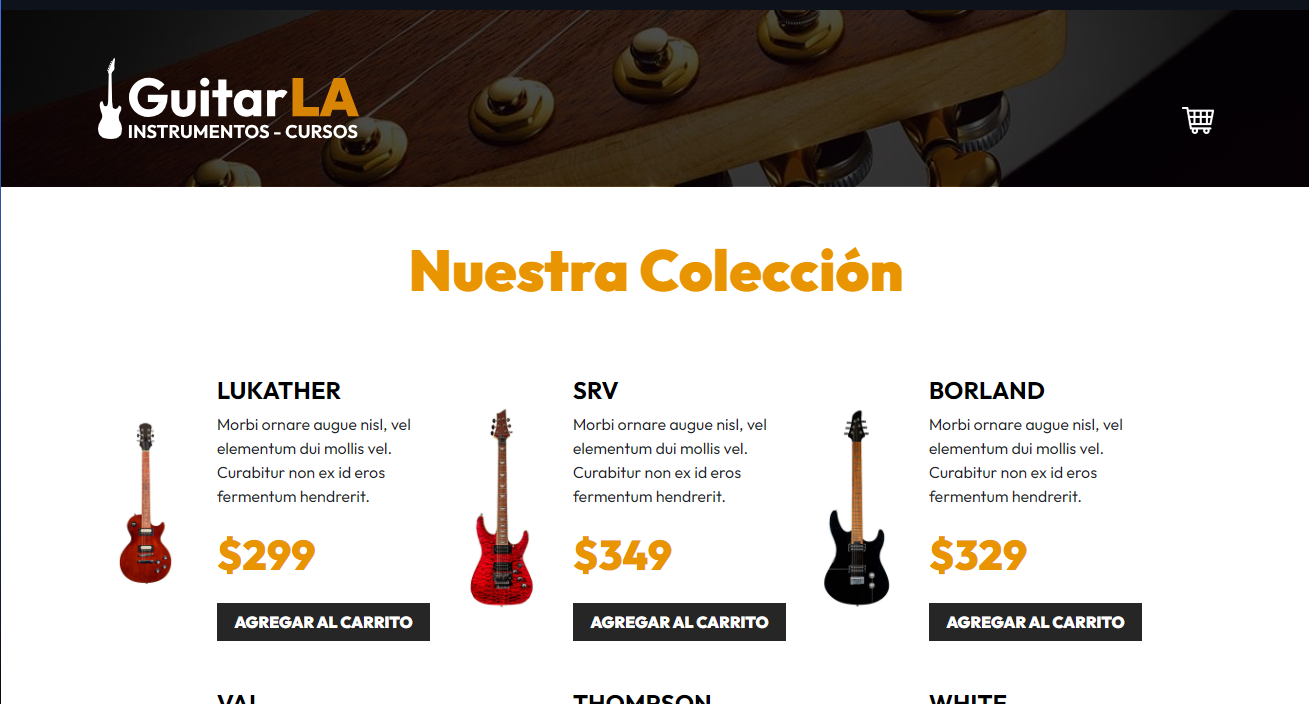 GuitarLA
INSTRUMENTOS - CURSOS
Nuestra Colección
LUKATHER
Morbi ornare augue nisl, vel
elementum dui mollis vel.
Curabitur non ex id eros
fermentum hendrerit.
$299
AGREGAR AL CARRITO
SRV
Morbi ornare augue nisl, vel
elementum dui mollis vel.
Curabitur non ex id eros
fermentum hendrerit.
$349
AGREGAR AL CARRITO
BORLAND
Morbi ornare augue nisl, vel
elementum dui mollis vel.
Curabitur non ex id eros
fermentum hendrerit.
$329
AGREGAR AL CARRITO
VAI
THOMPSON
WHITE